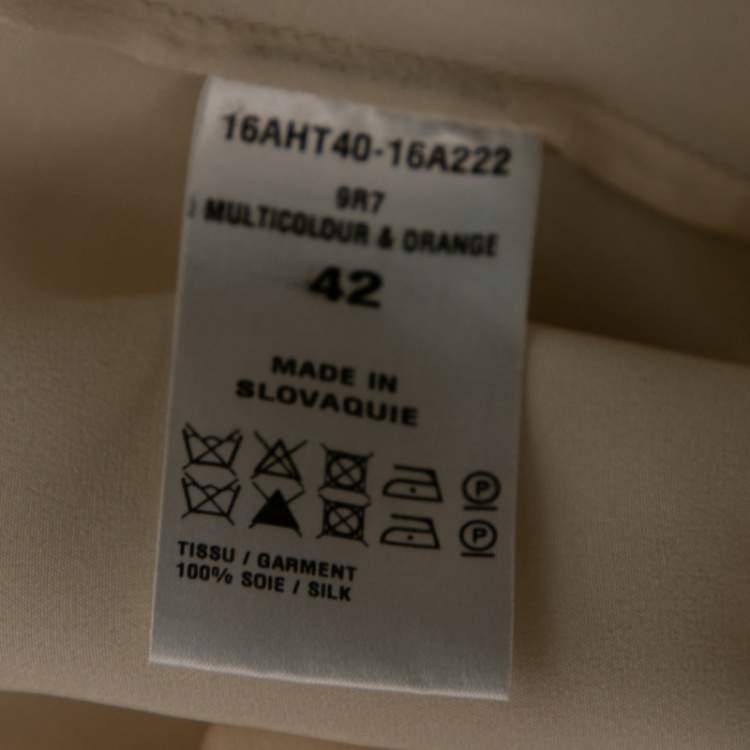 16AHT40-16A222
9R7
MULTICOLOUR & ORANGE
42
MADE IN
SLOVAQUIE
P
P
TISSU / GARMENT
100% SOIE / SILK